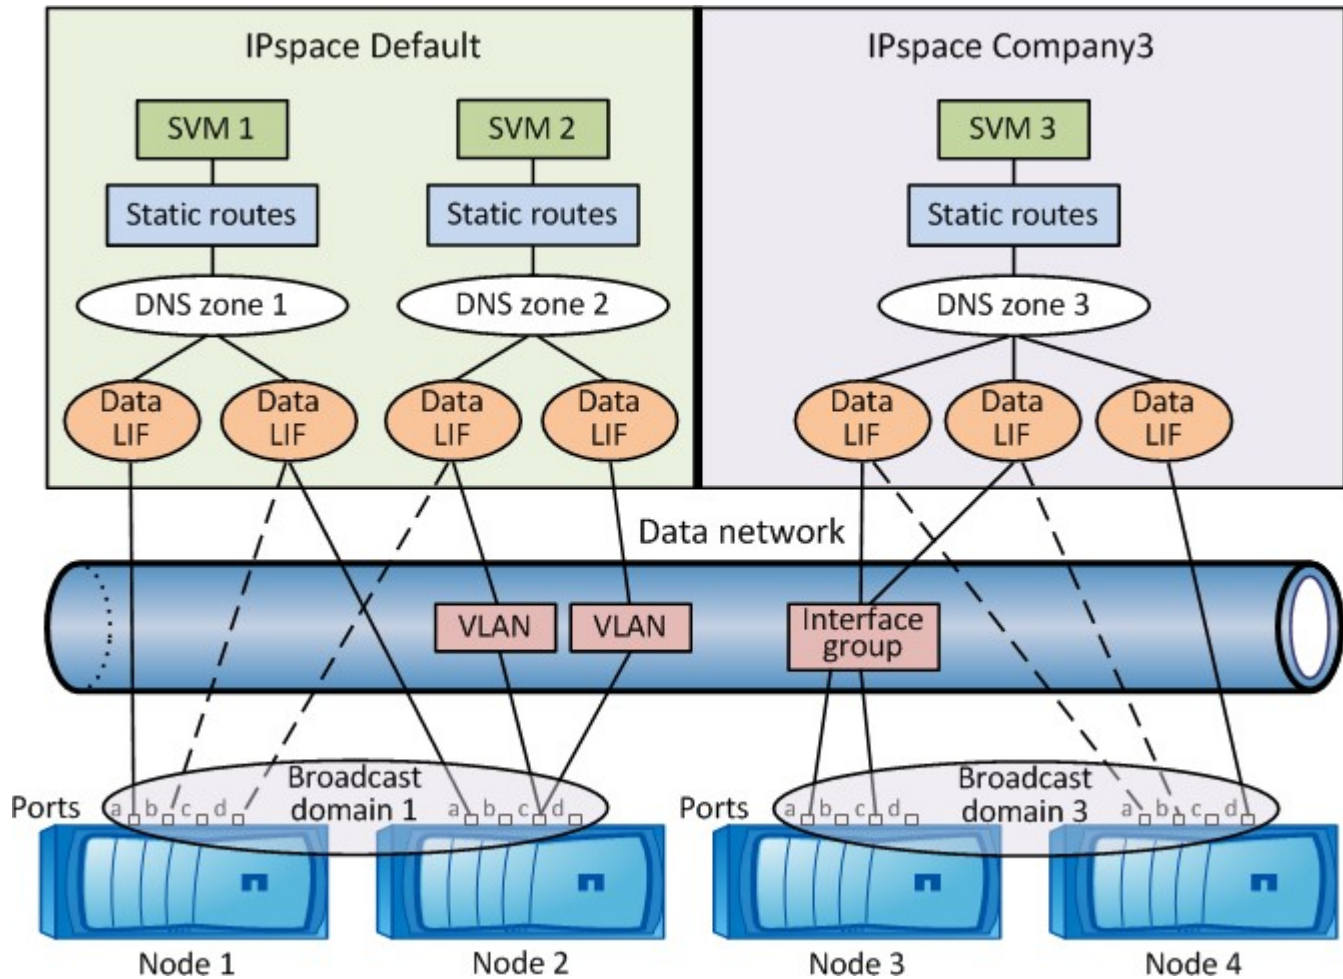 IPspace Default
IPspace Company3
SVM 1
SVM 2
SVM 3
Static routes
Static routes
Static routes
DNS zone 1
DNS zone 2
DNS zone 3
Data
LIF
Data
LIF
Data
LIF
Data
LIF
Data
LIF
Data
LIF
Data
LIF
Data network
VLAN
VLAN
Interface
group
Broadcast
domain 1
Broadcast
domain 3
Ports
a b c d
a b c d
Ports
a b c d
a b c d
Node 1
Node 2
Node 3
Node 4